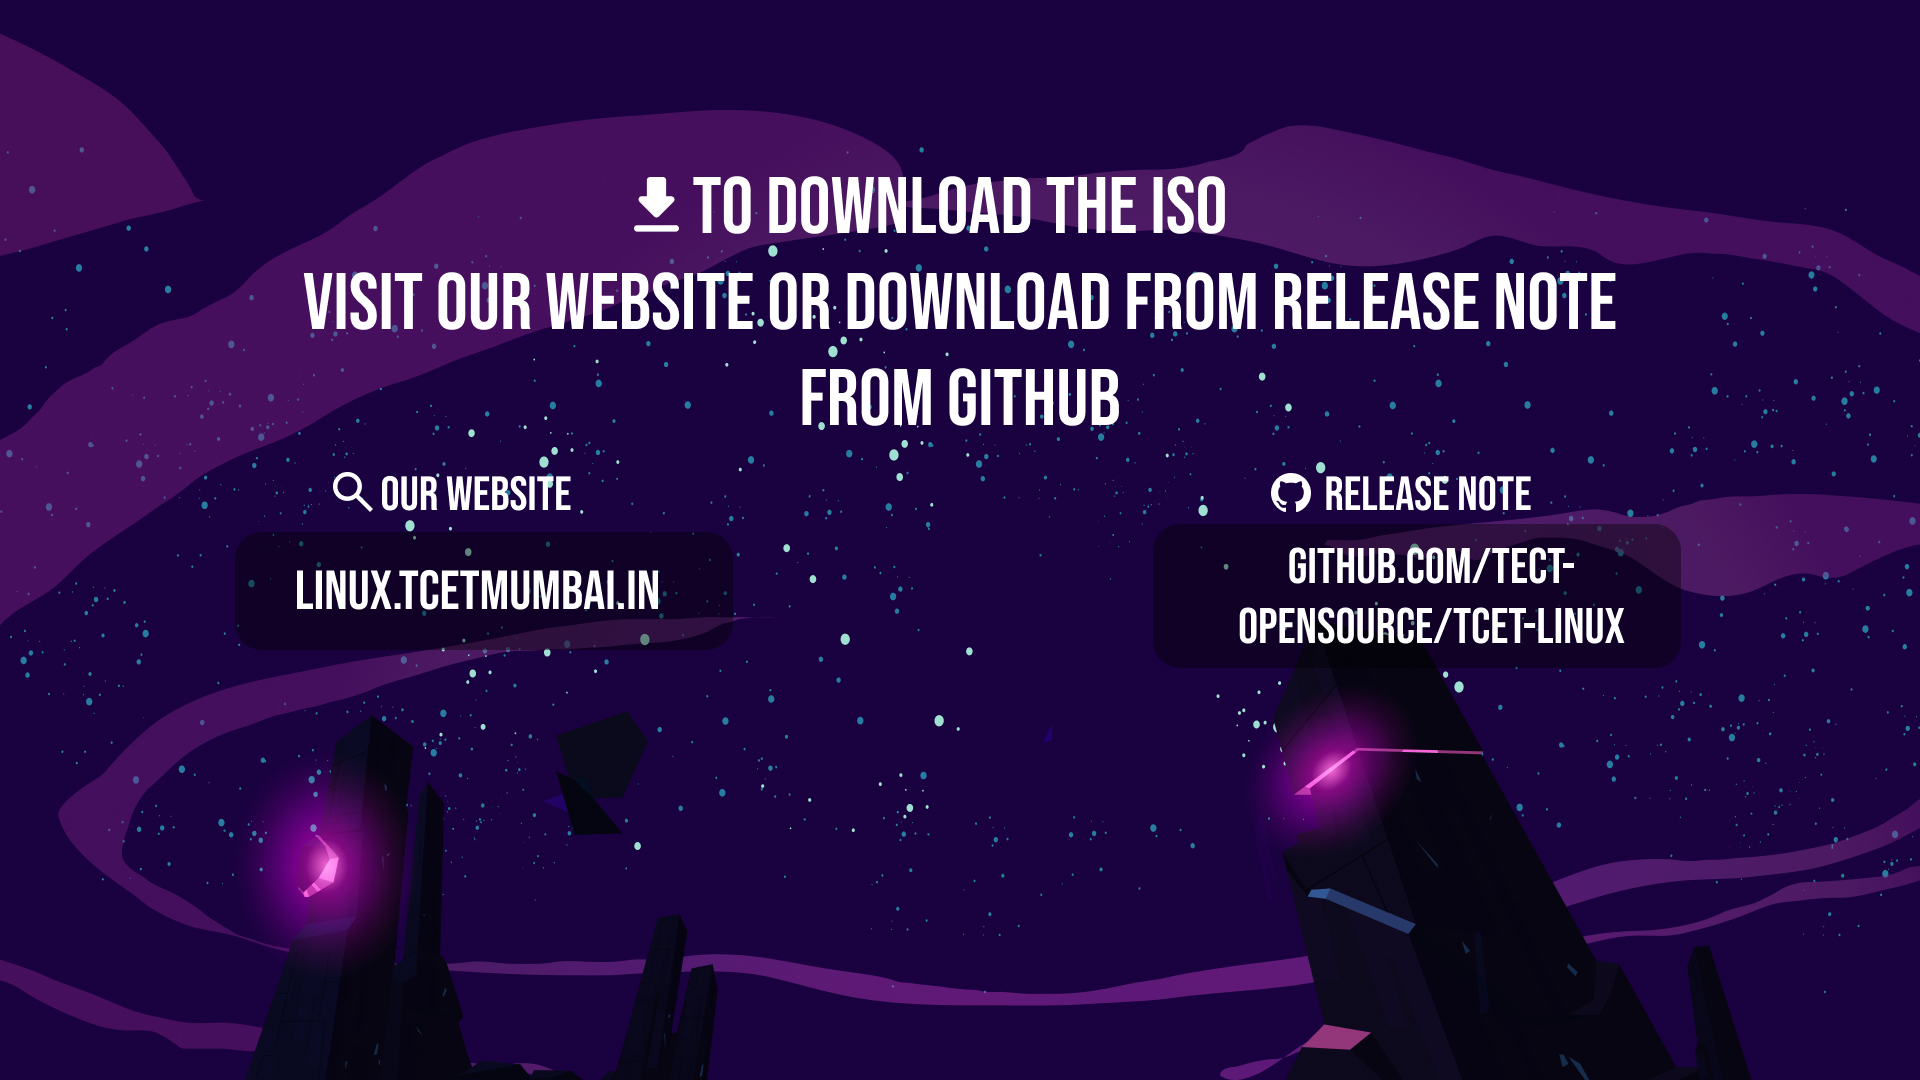 TO DOWNLOAD THE ISO
VISIT OUR WEBSITE OR DOWNLOAD FROM RELEASE NOTE
FROM GITHUB
OUR WEBSITE
LINUX.TCETMUMBAI.IN
RELEASE NOTE
GITHUB.COM/TECT-
OPENSOURCE/TCET-LINUX